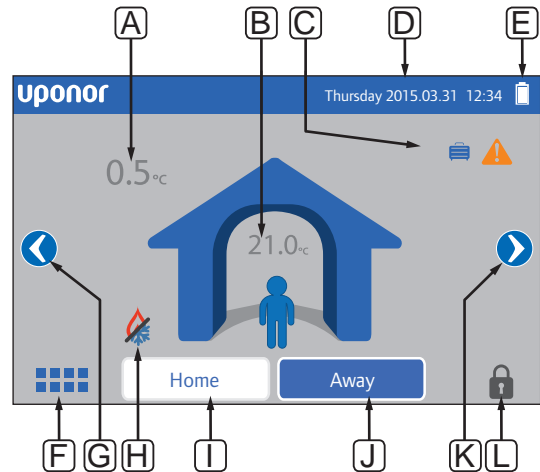 A B C D E
uponor Thursday 2015.03.31 12:34
0.5°C
21.0°C
Home Away
F G H I J K L